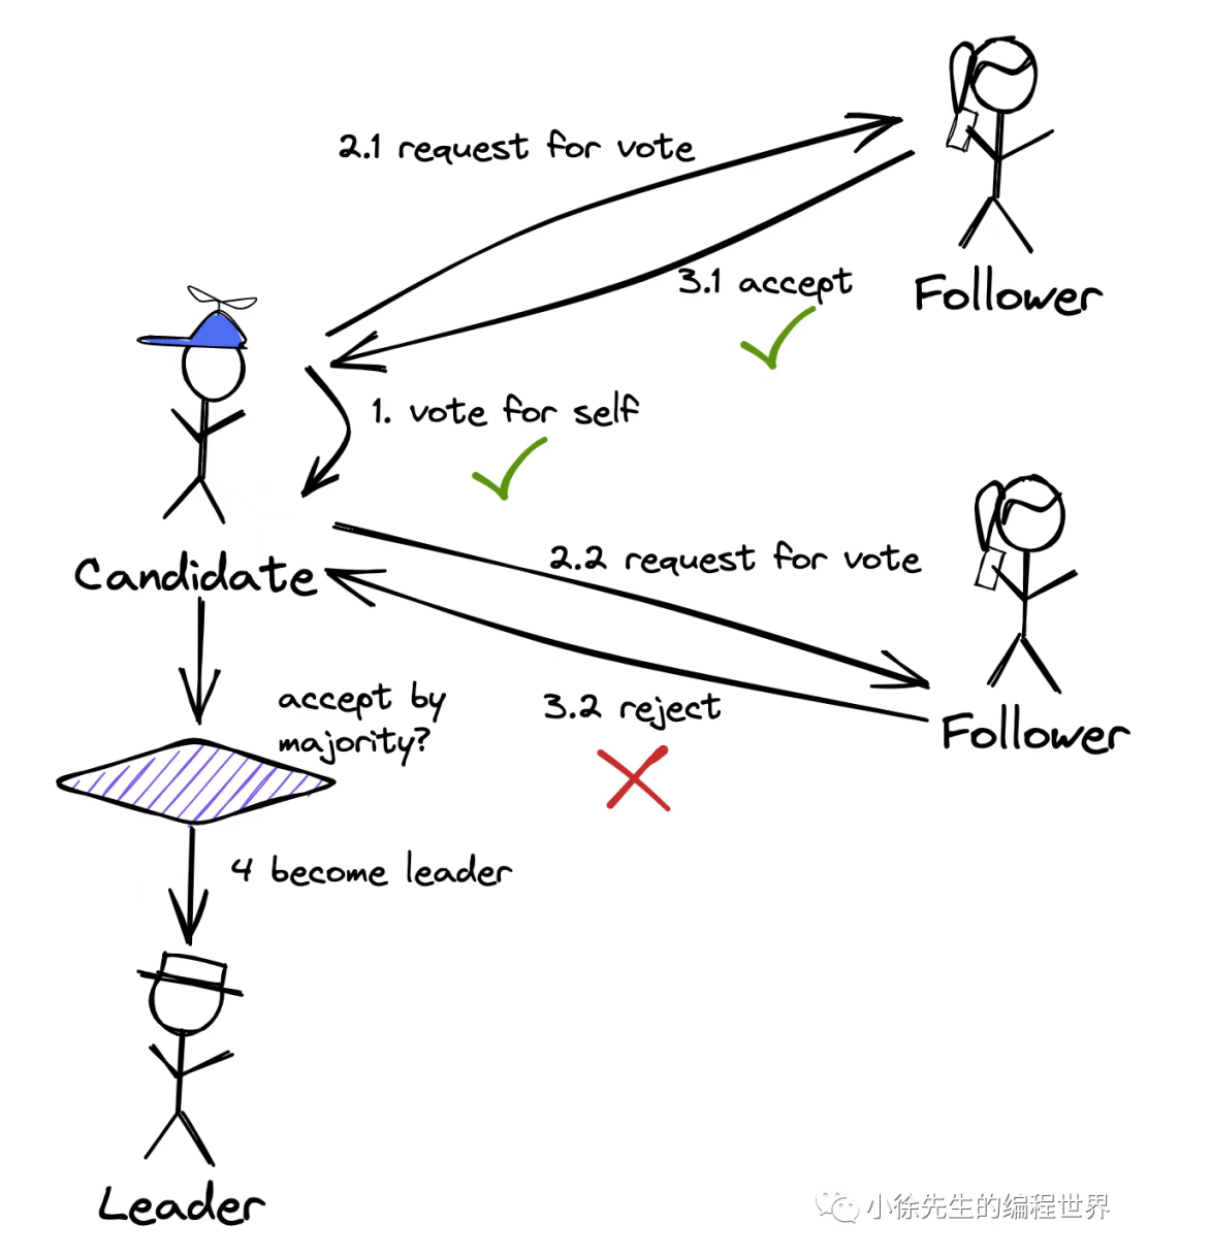 2.1 request for vote
3.1 accept
Follower
1. vote for self
Candidate
2.2 request for vote
3.2 reject
Follower
accept by
majority?
4 become leader
Leader
小徐先生的编程世界